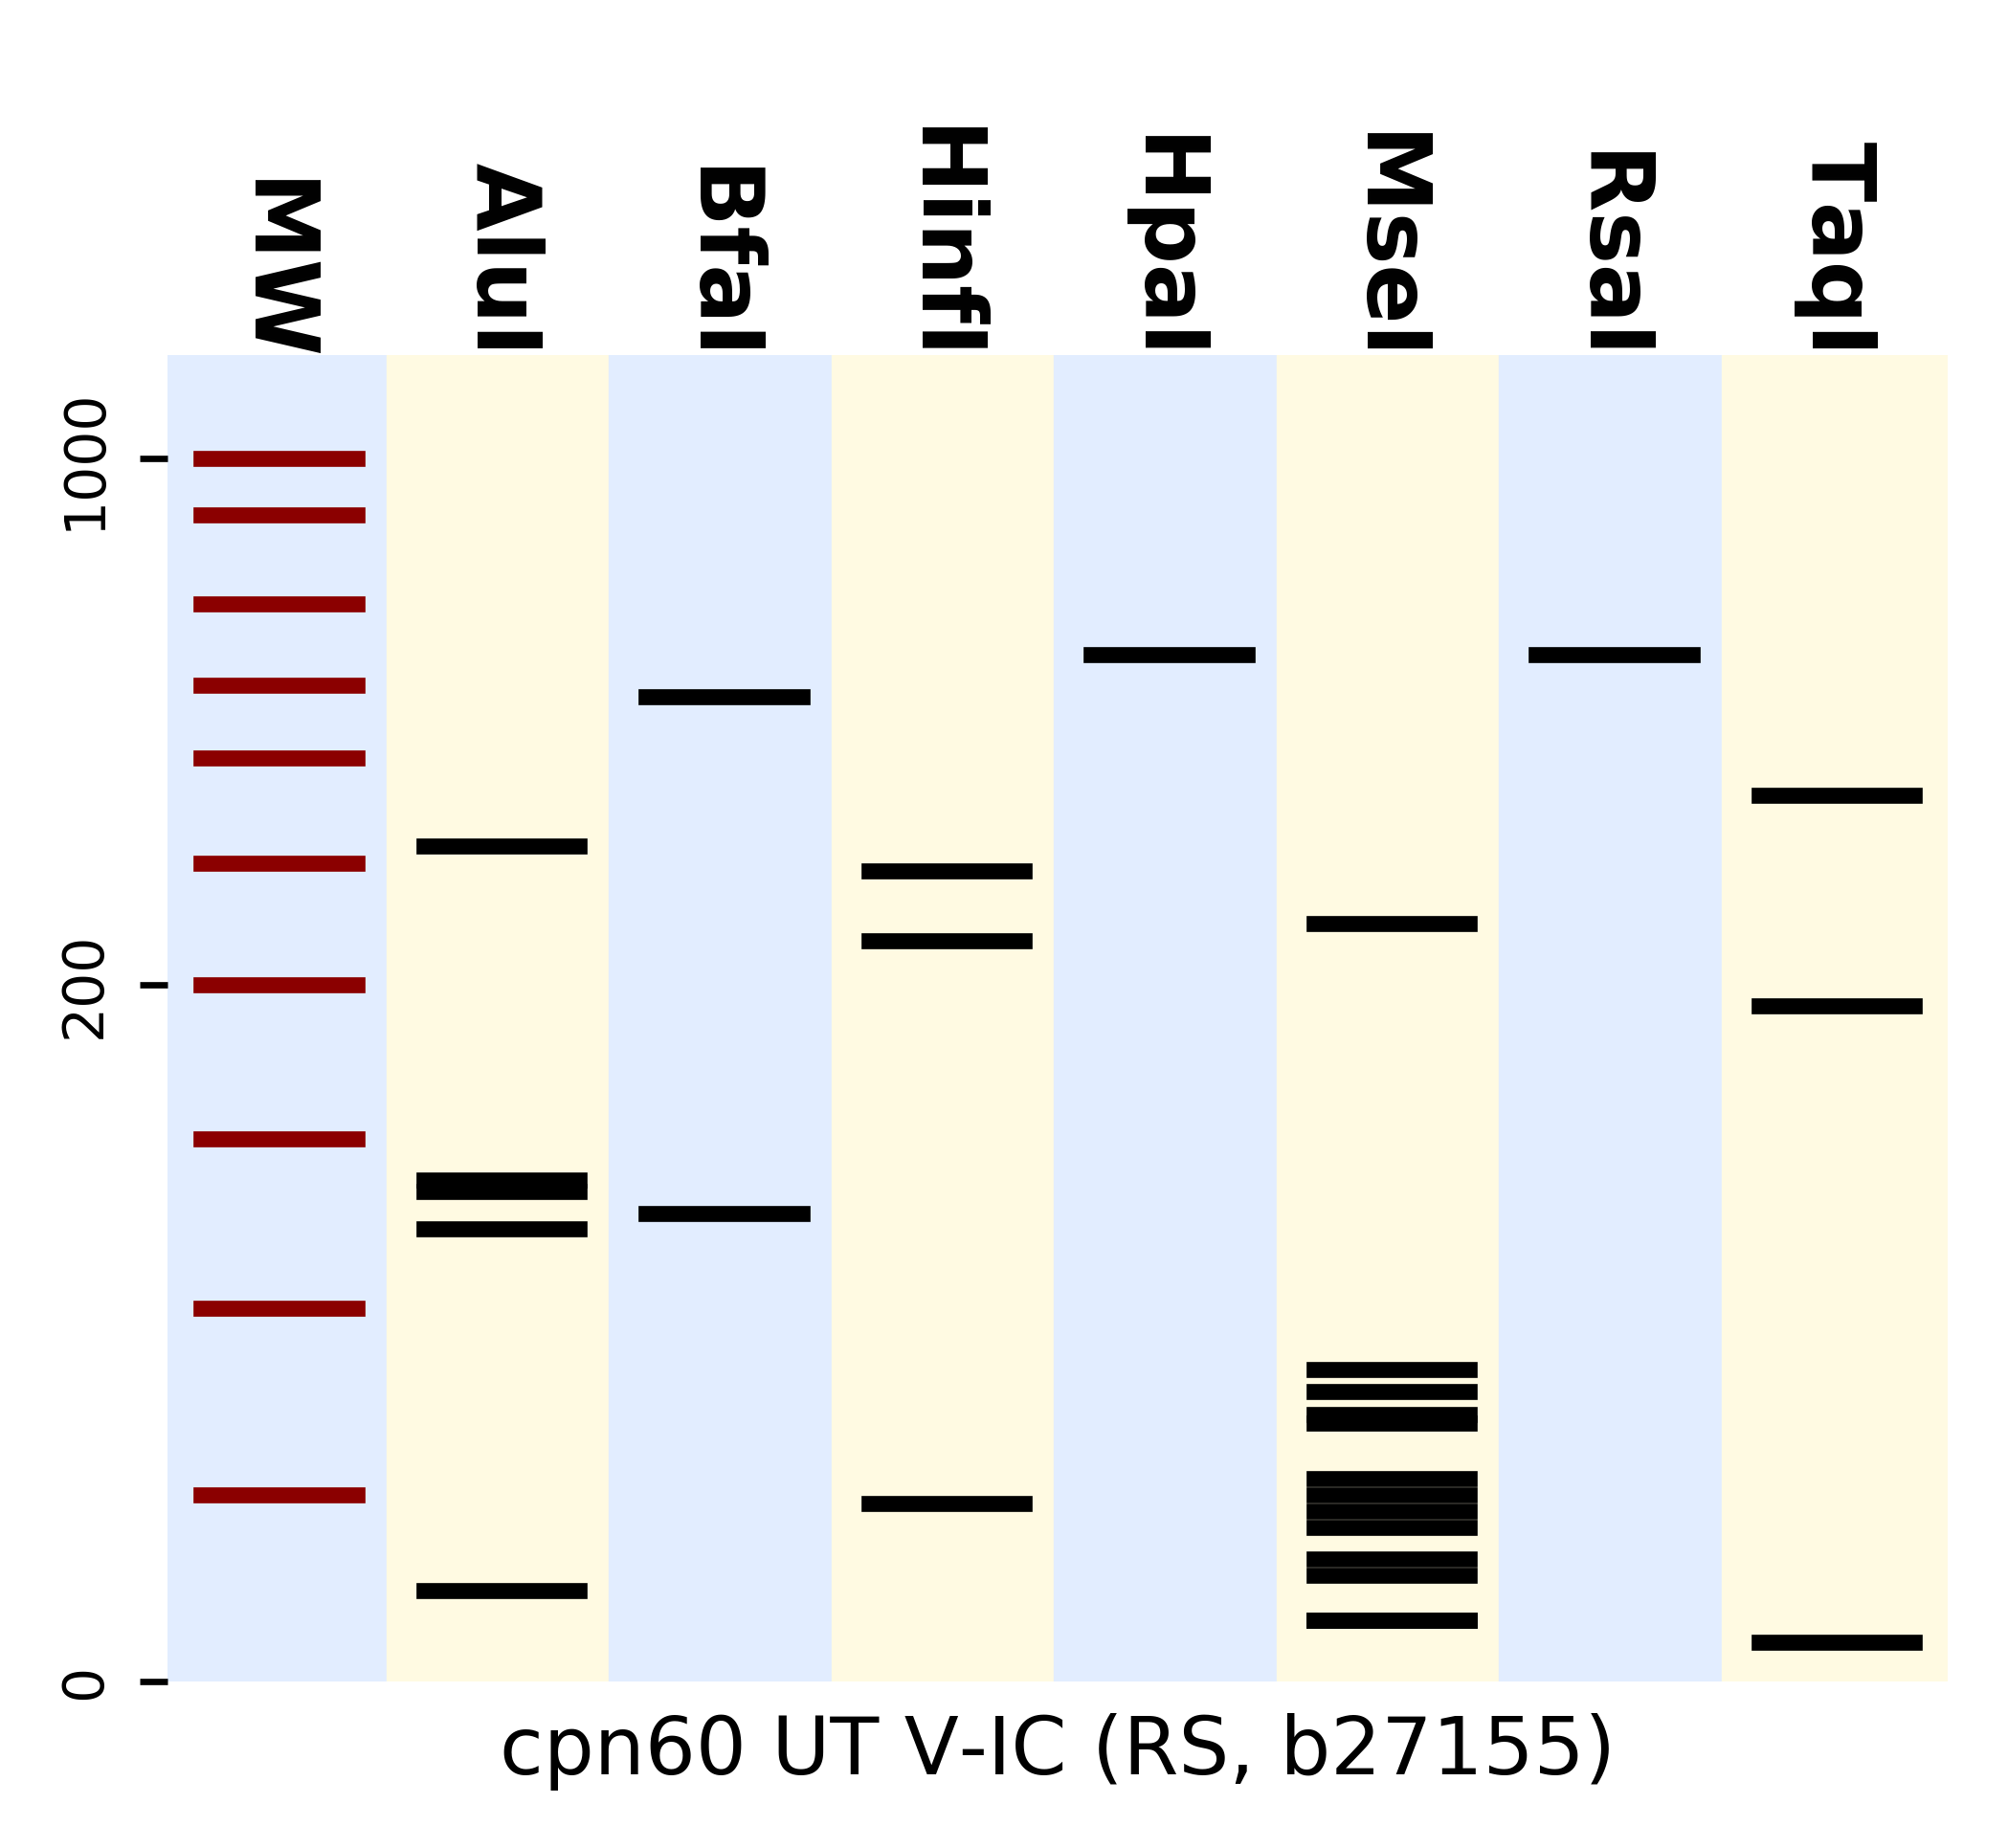 MW
AluI
BfaI
HinfI
HpaI
MseI
RsaI
TaqI
1000
200
0
cpn60 UT V-IC (RS, b27155)